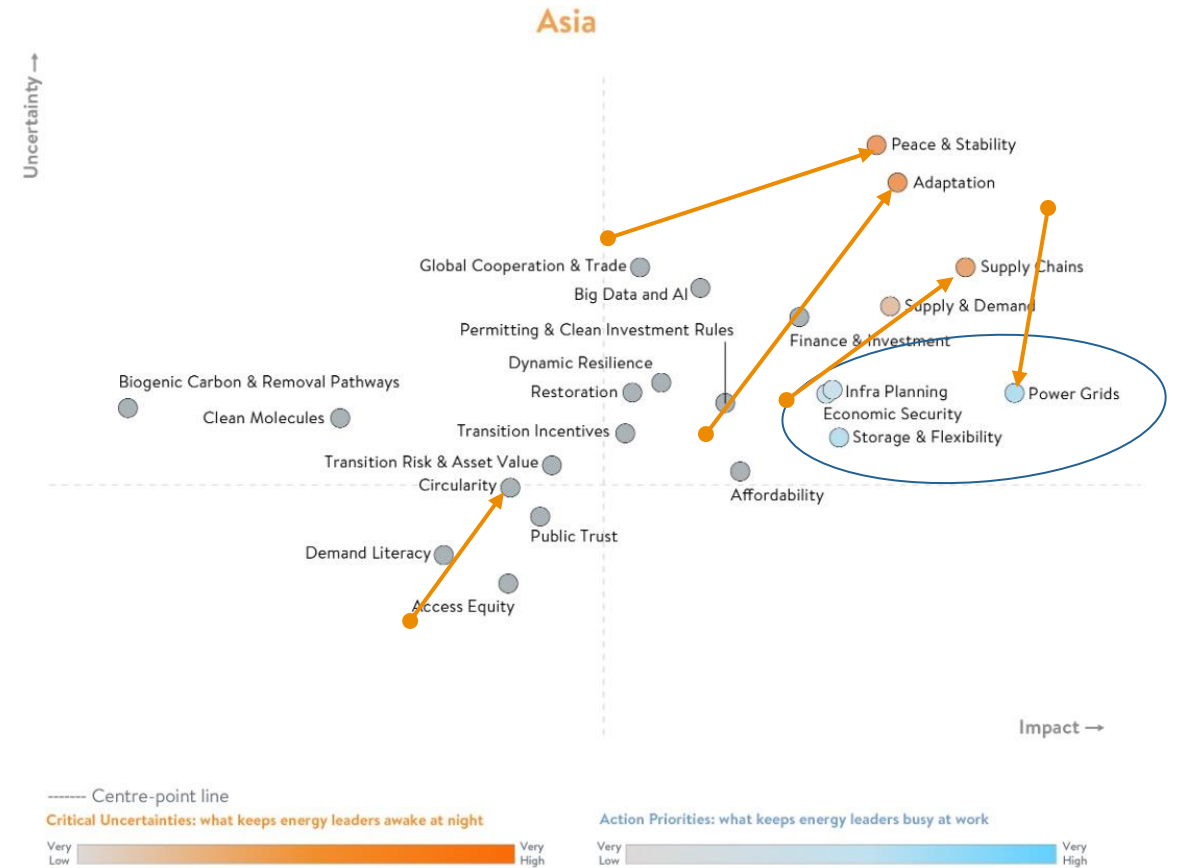 Asia
Uncertainty →
Peace & Stability
Adaptation
Global Cooperation & Trade
Supply Chains
Big Data and AI
Supply & Demand
Permitting & Clean Investment Rules
Finance & Investment
Dynamic Resilience
Biogenic Carbon & Removal Pathways
Restoration
Infra Planning
Power Grids
Clean Molecules
Economic Security
Transition Incentives
Storage & Flexibility
Transition Risk & Asset Value
Circularity
Affordability
Public Trust
Demand Literacy
Access Equity
Impact →
------- Centre-point line
Critical Uncertainties: what keeps energy leaders awake at night
Very
Low
Very
High
Action Priorities: what keeps energy leaders busy at work
Very
Low
Very
High